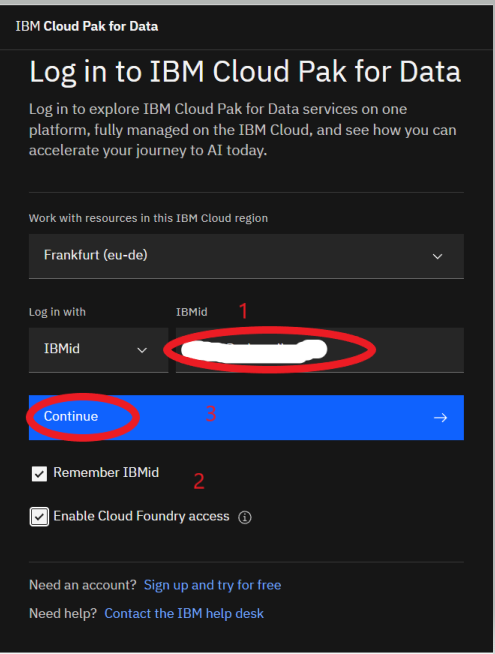 IBM Cloud Pak for Data
Log in to IBM Cloud Pak for Data
Log in to explore IBM Cloud Pak for Data services on one
platform, fully managed on the IBM Cloud, and see how you can
accelerate your journey to AI today.
Work with resources in this IBM Cloud region
Frankfurt (eu-de)
Log in with
IBMid 1
IBMid
Continue 3
Remember IBMid
2
Enable Cloud Foundry access
Need an account? Sign up and try for free
Need help? Contact the IBM help desk